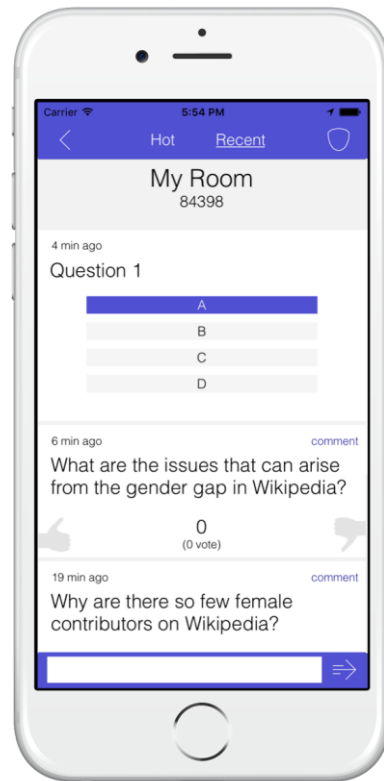 Carrier 5:54 PM
Hot Recent
My Room
84398
4 min ago
Question 1
A
B
C
D
6 min ago comment
What are the issues that can arise
from the gender gap in Wikipedia?
0
(0 vote)
19 min ago comment
Why are there so few female
contributors on Wikipedia?